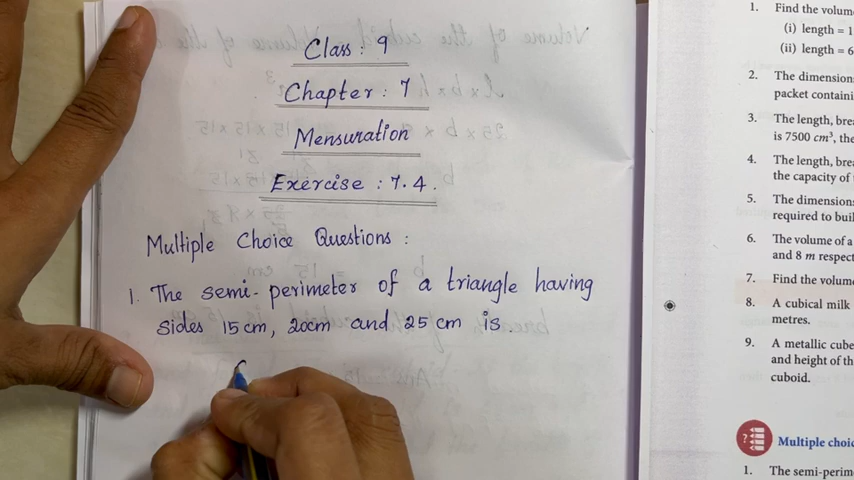 Class : 9
Chapter : 7
Mensuration
Exercise : 7.4.
Multiple Choice Questions :
1. The semi-perimeter of a triangle having
sides 15 cm, 20cm and 25 cm is.
1. Find the volum
(i) length = 1
(ii) length = 6
2. The dimension
packet containi
3. The length, brea
is 7500 cm³, the
4. The length, brea
the capacity of
5. The dimension
required to buil
6. The volume of a
and 8 m respect
7. Find the volume
8. A cubical milk
metres.
9. A metallic cube
and height of th
cuboid.
Multiple choic
1. The semi-perim